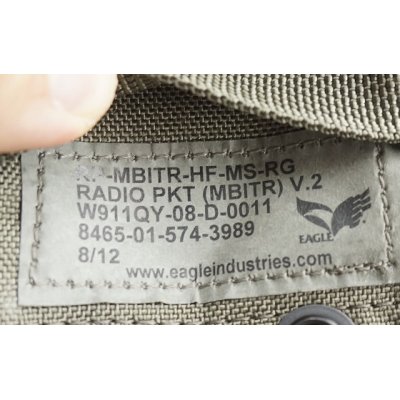 RP-MBITR-HF-MS-RG
RADIO PKT (MBITR) V.2
W911QY-08-D-0011
8465-01-574-3989
8/12
EAGLE
www.eagleindustries.com